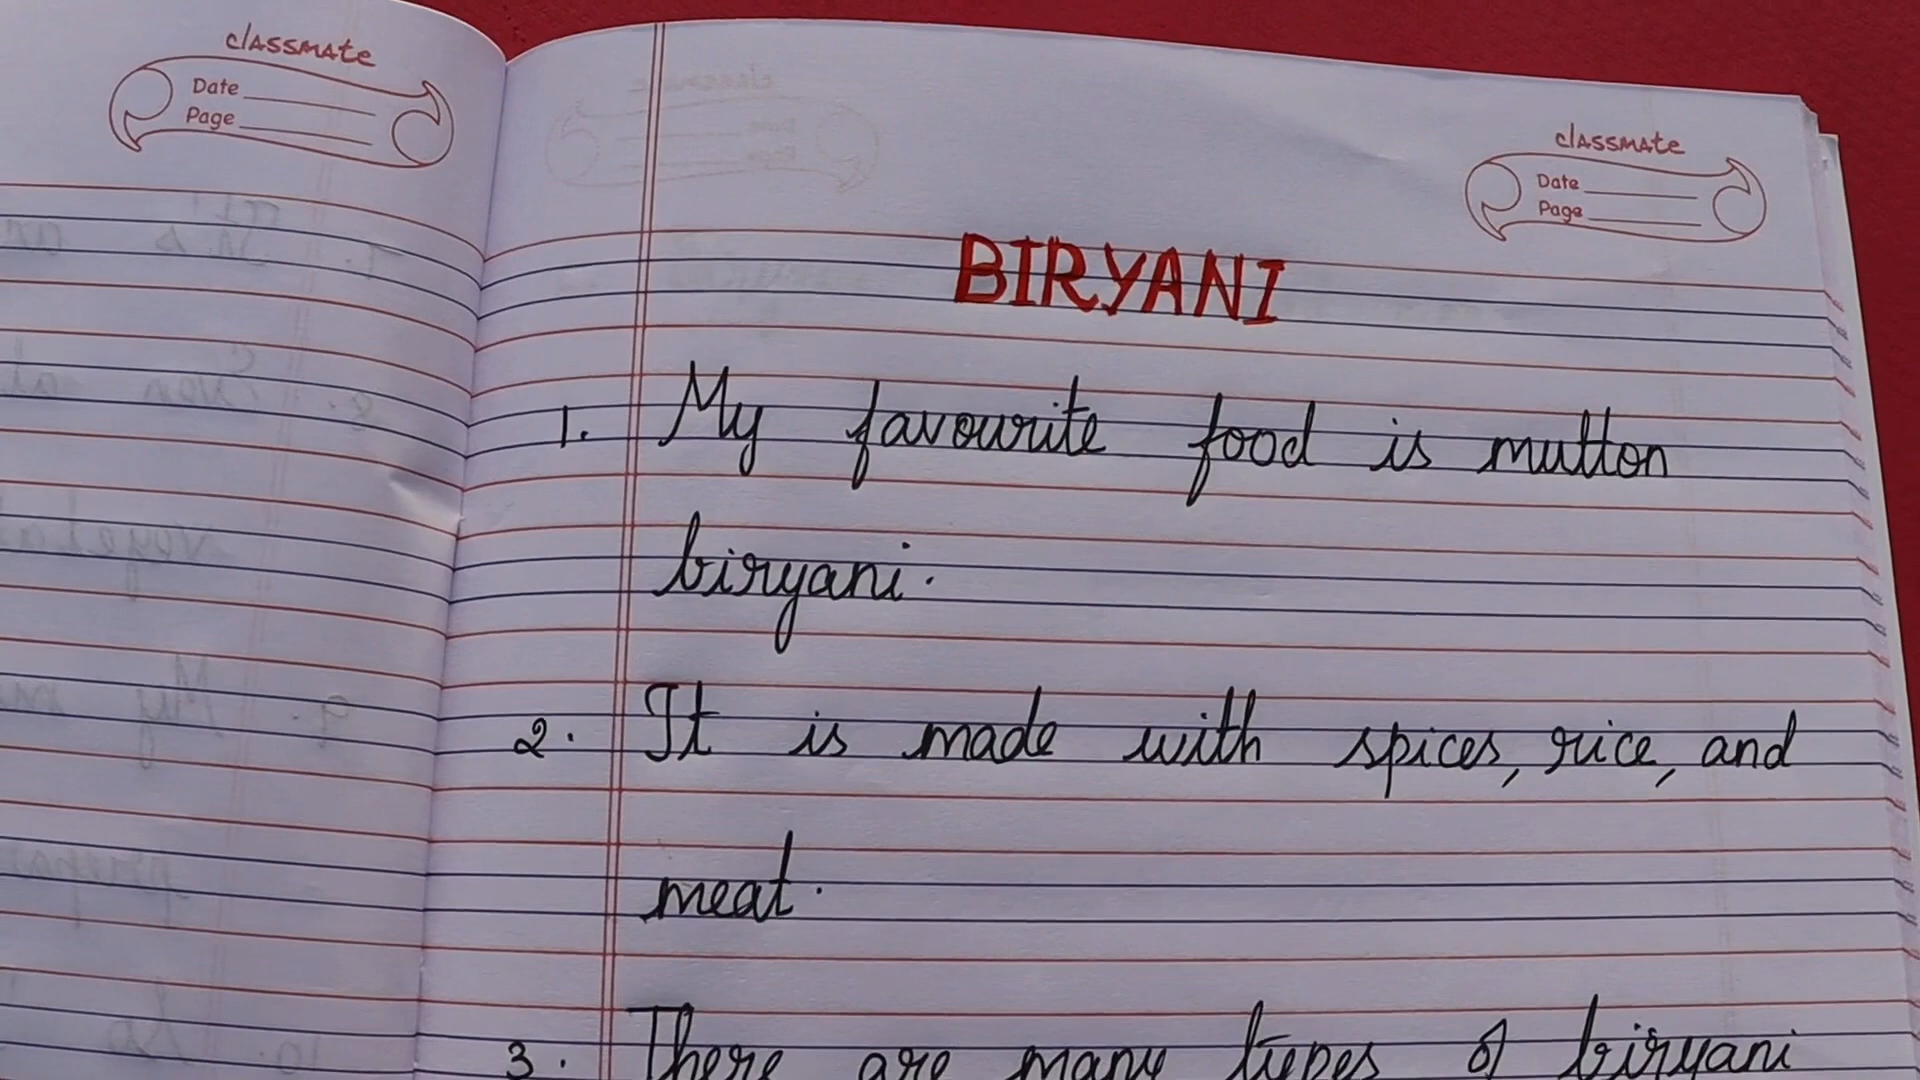 classmate
Date
Page
classmate
Date
Page
BIRYANI
1. My favourite food is mutton
biryani.
2. It is made with spices, rice, and
meat.
3. There are many types of biryani